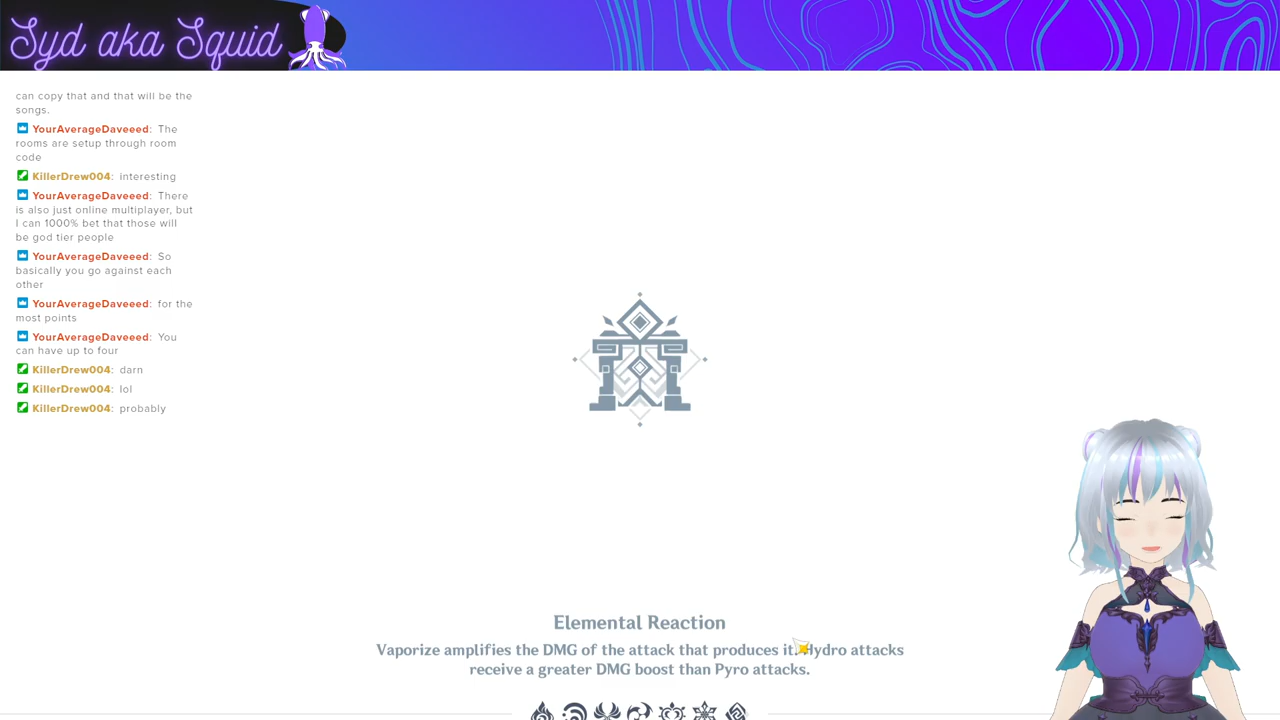 Syd aka Squid
can copy that and that will be the
songs.
YourAverageDaveeed: The
rooms are setup through room
code
KillerDrew004: interesting
YourAverageDaveeed: There
is also just online multiplayer, but
I can 1000% bet that those will
be god tier people
YourAverageDaveeed: So
basically you go against each
other
YourAverageDaveeed: for the
most points
YourAverageDaveeed: You
can have up to four
KillerDrew004: darn
KillerDrew004: lol
KillerDrew004: probably
Elemental Reaction
Vaporize amplifies the DMG of the attack that produces it. Hydro attacks
receive a greater DMG boost than Pyro attacks.